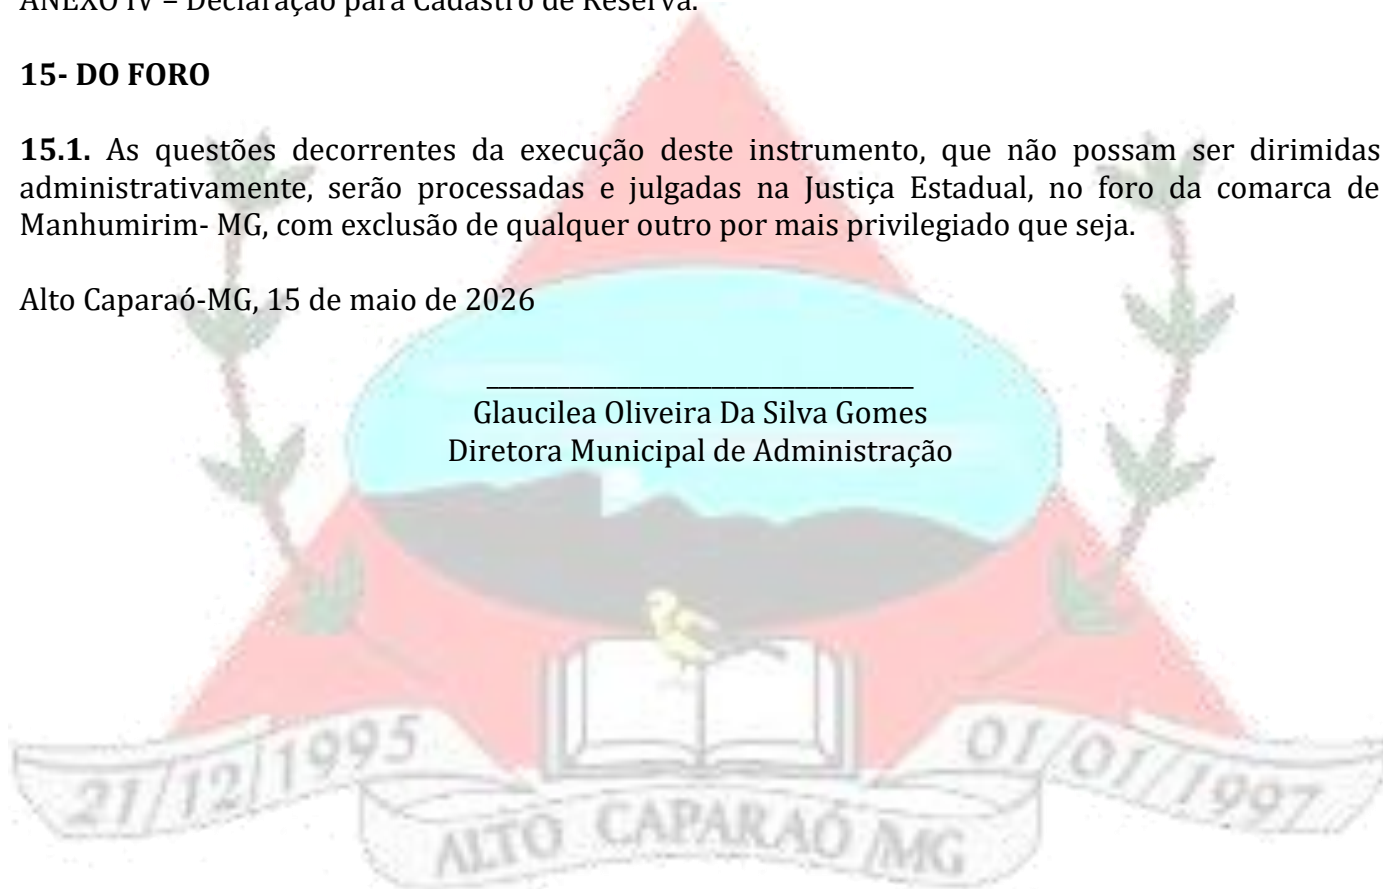 ANEXO IV – Declaração para Cadastro de Reserva.
15- DO FORO
15.1. As questões decorrentes da execução deste instrumento, que não possam ser dirimidas
administrativamente, serão processadas e julgadas na Justiça Estadual, no foro da comarca de
Manhumirim- MG, com exclusão de qualquer outro por mais privilegiado que seja.
Alto Caparaó-MG, 15 de maio de 2026
Glaucilea Oliveira Da Silva Gomes
Diretora Municipal de Administração
21/12/1995
01/01/1997
ALTO CAPARAÓ/MG